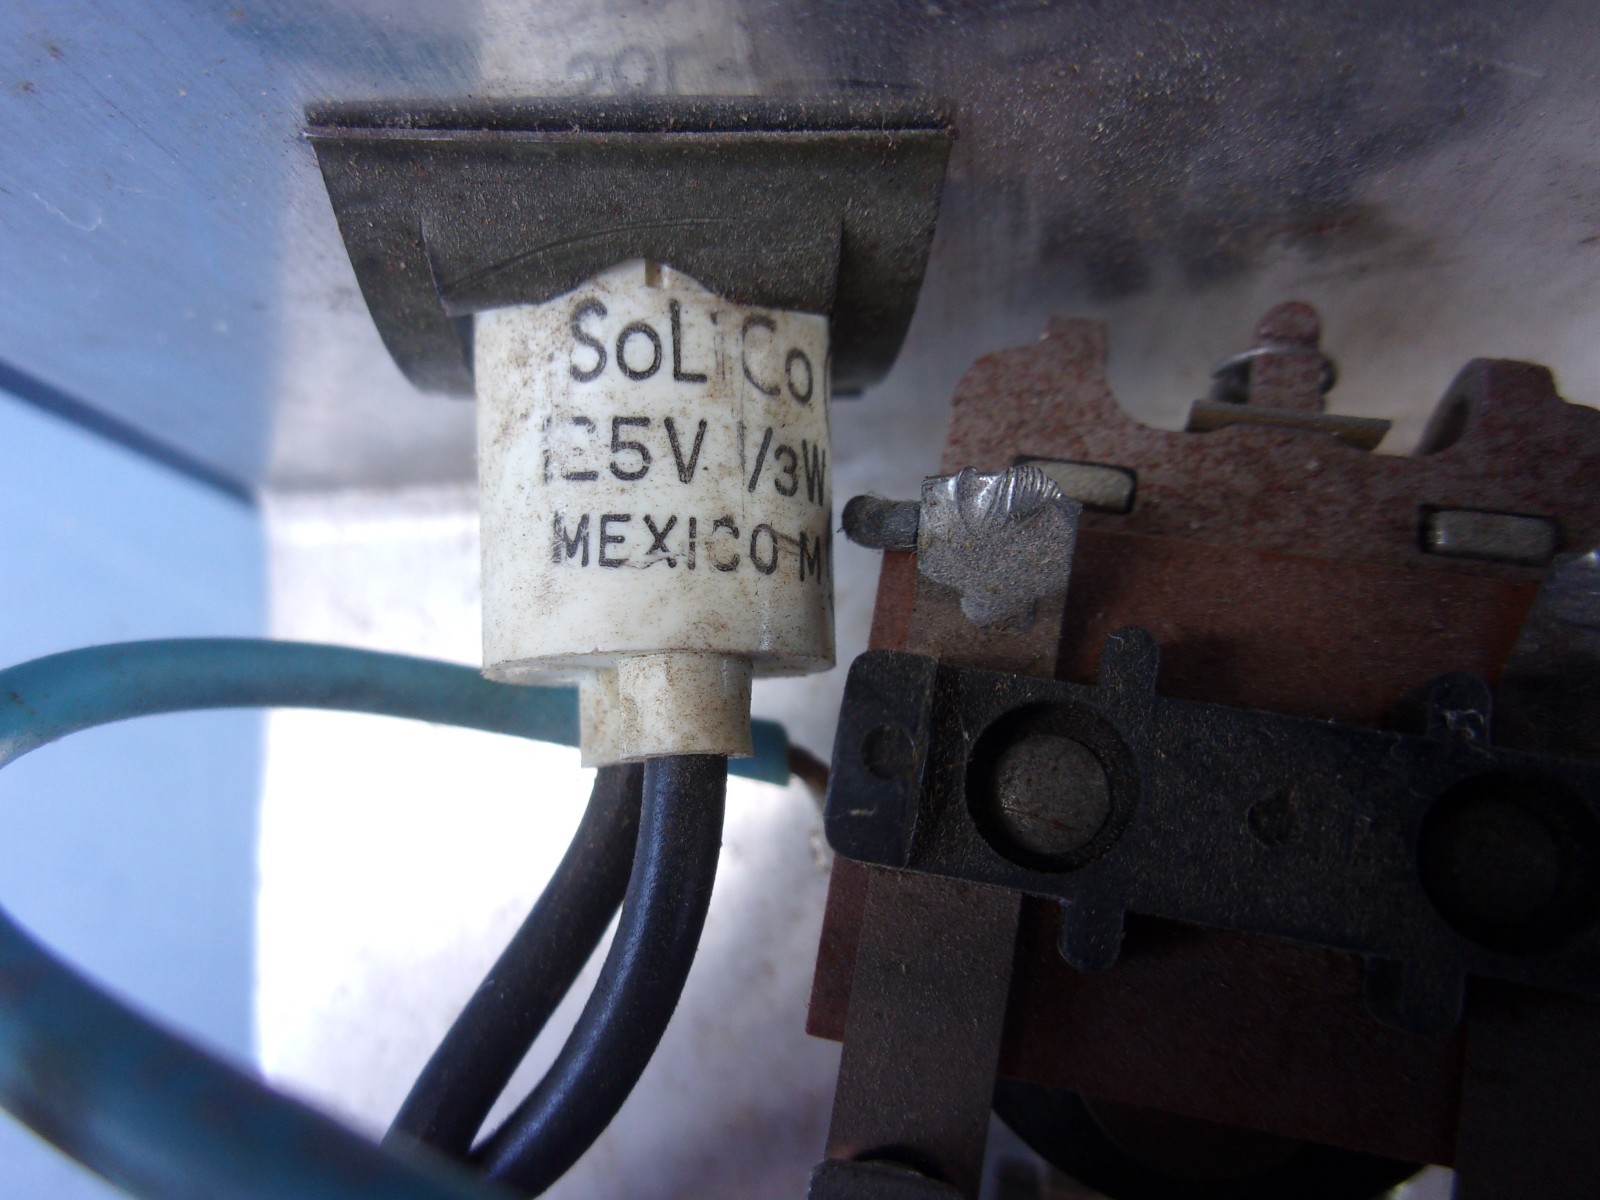 SoLiCo
125V 1/3W
MEXICO M